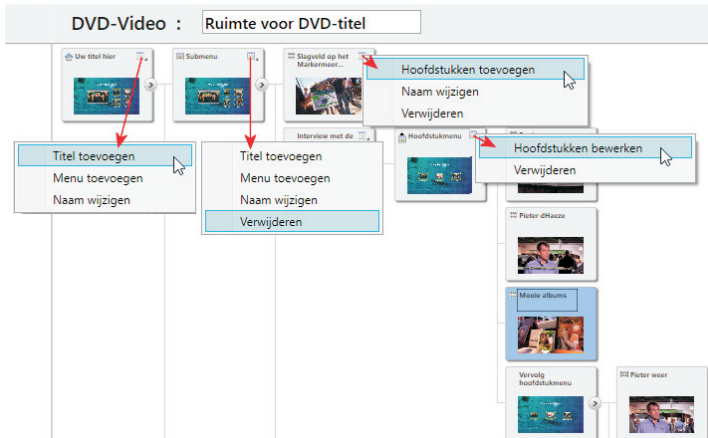 DVD-Video :
Ruimte voor DVD-titel
Uw titel hier
Submenu
Slagveld op het
Markermeer...
Hoofdstukken toevoegen
Naam wijzigen
Verwijderen
Interview met de
Hoofdstukmenu
Hoofdstukken bewerken
Verwijderen
Titel toevoegen
Menu toevoegen
Naam wijzigen
Titel toevoegen
Menu toevoegen
Naam wijzigen
Verwijderen
Pieter dHaeze
Mooie albums
Vervolg
hoofdstukmenu
Pieter weer